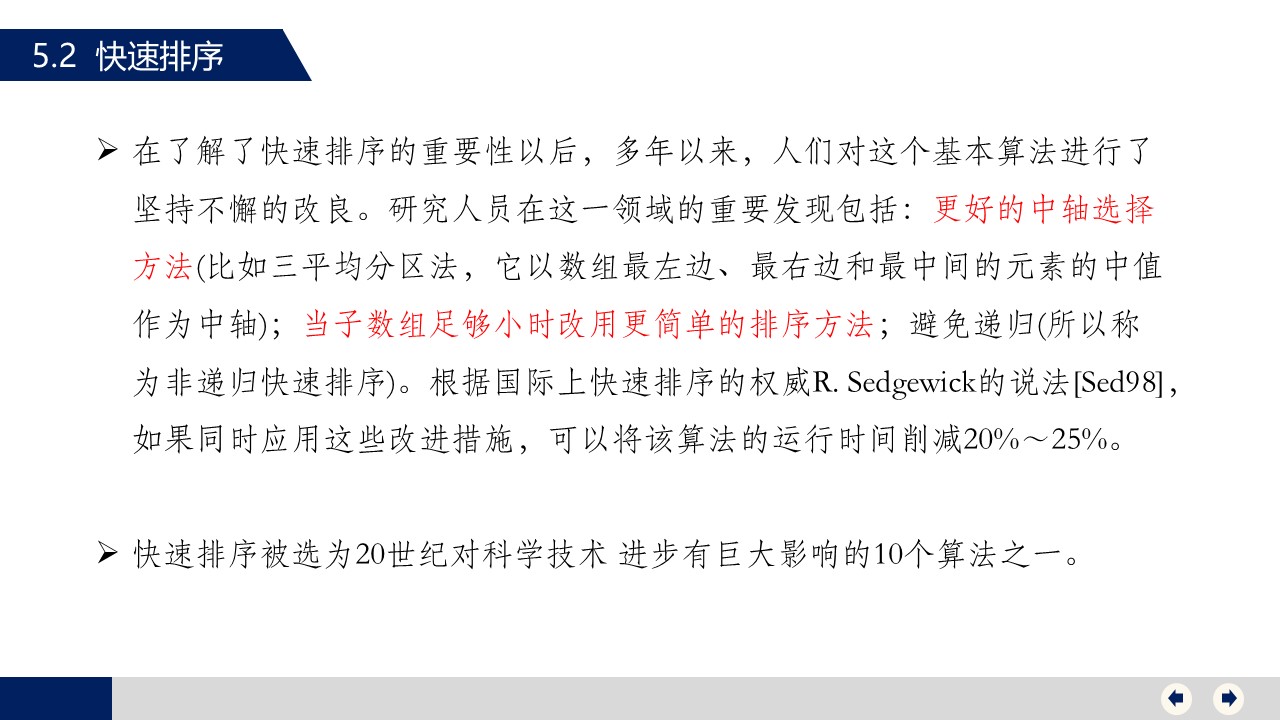 5.2 快速排序
➢ 在了解了快速排序的重要性以后，多年以来，人们对这个基本算法进行了
坚持不懈的改良。研究人员在这一领域的重要发现包括：更好的中轴选择
方法(比如三平均分区法，它以数组最左边、最右边和最中间的元素的中值
作为中轴)；当子数组足够小时改用更简单的排序方法；避免递归(所以称
为非递归快速排序)。根据国际上快速排序的权威R. Sedgewick的说法[Sed98]，
如果同时应用这些改进措施，可以将该算法的运行时间削减20%～25%。
➢ 快速排序被选为20世纪对科学技术 进步有巨大影响的10个算法之一。